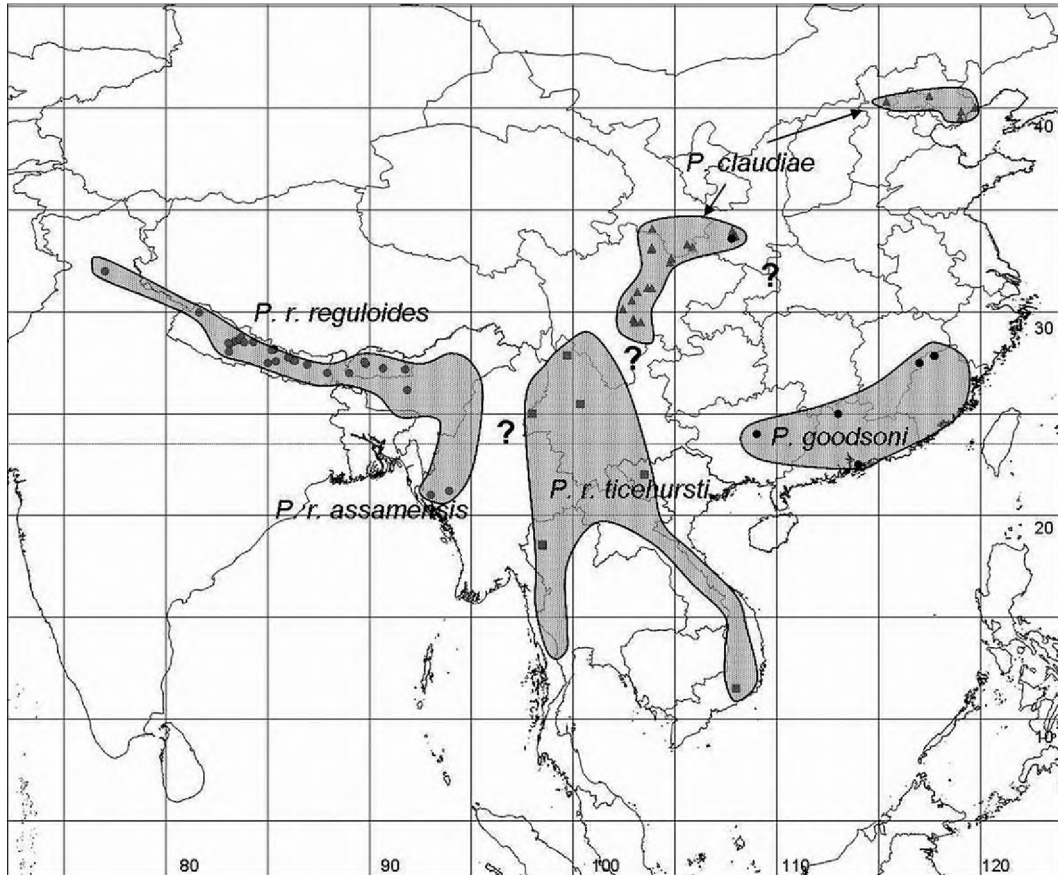 40
P. claudiae
?
30
P. r. reguloides
?
?
P. goodsoni
P. r. ticehursti
P. r. assamensis
20
10
80
90
100
110
120